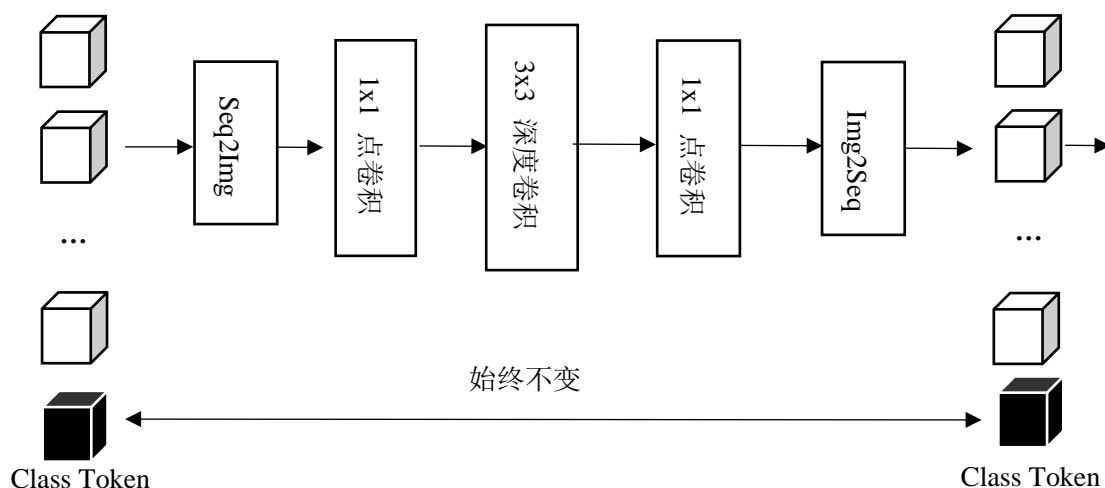 Seq2Img
1x1 点卷积
3x3 深度卷积
1x1 点卷积
Img2Seq
...
...
始终不变
Class Token
Class Token